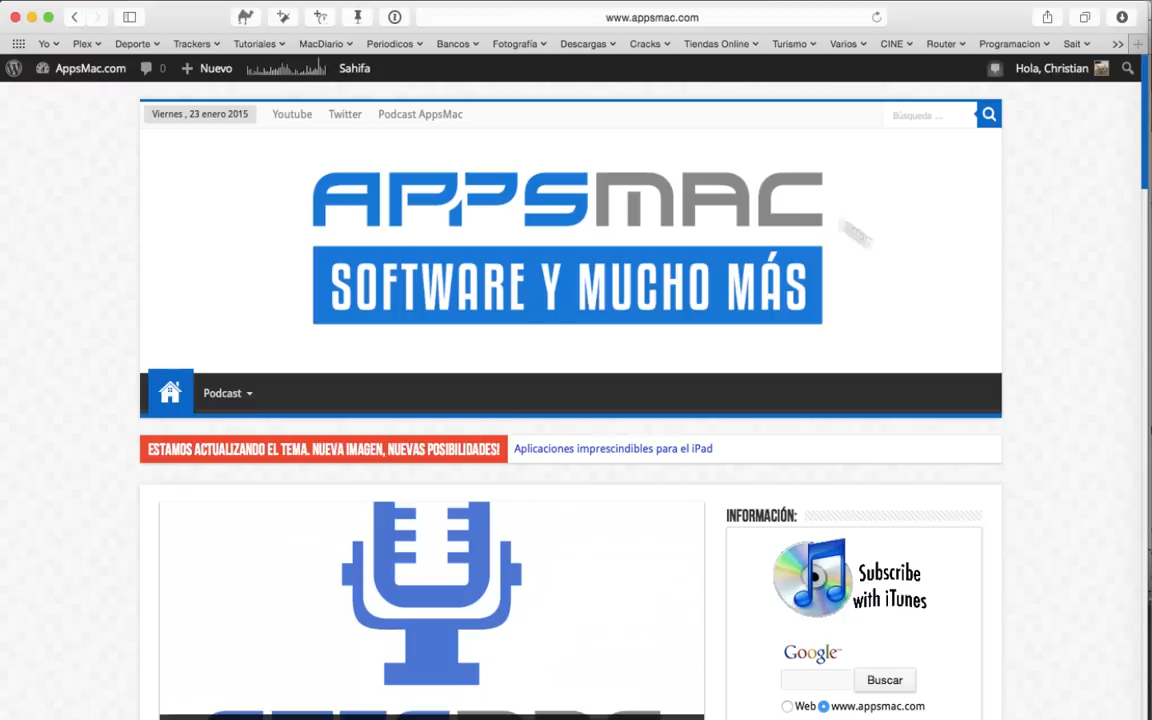 www.appsmac.com
Yo Plex Deporte Trackers Tutoriales MacDiario Periodicos Bancos Fotografía Descargas Cracks Tiendas Online Turismo Varios CINE Router Programacion Sait
AppsMac.com 0 Nuevo Sahifa Hola, Christian
Viernes , 23 enero 2015 Youtube Twitter Podcast AppsMac Búsqueda ...
APPSMAC
SOFTWARE Y MUCHO MÁS
Podcast
ESTAMOS ACTUALIZANDO EL TEMA. NUEVA IMAGEN, NUEVAS POSIBILIDADES! Aplicaciones imprescindibles para el iPad
INFORMACIÓN:
Subscribe
with iTunes
Google
Buscar
Web www.appsmac.com